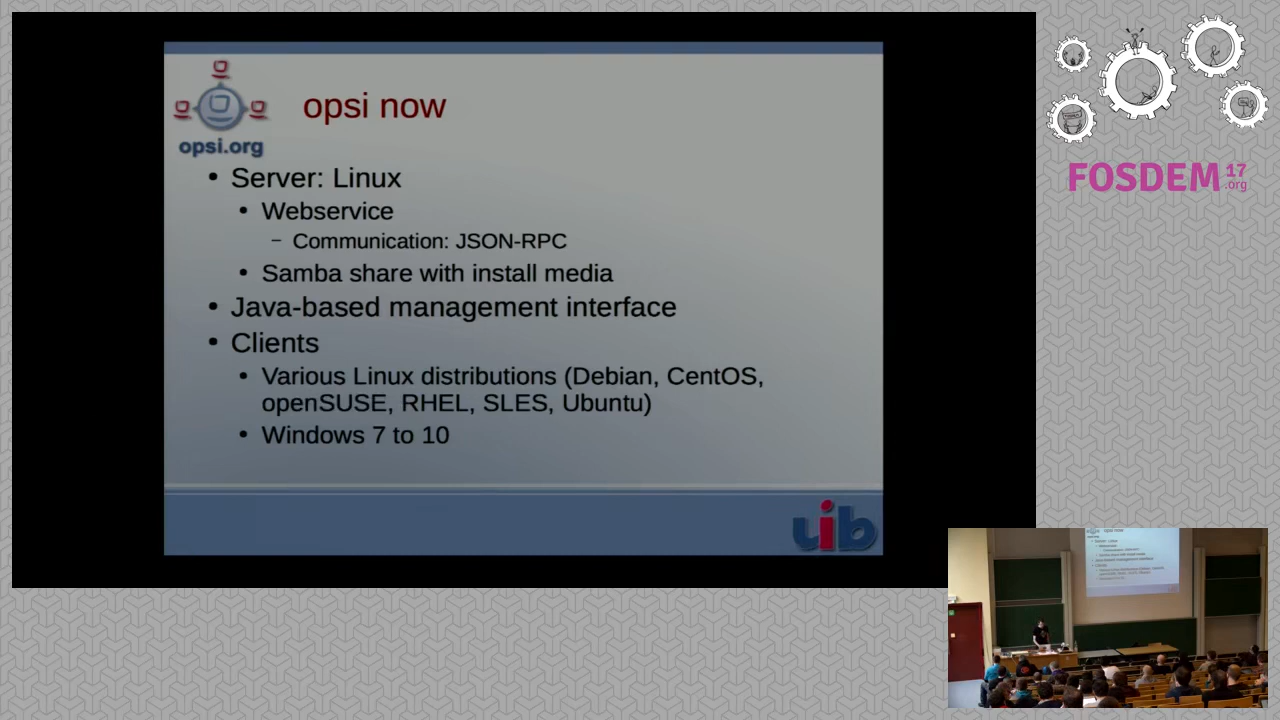 opsi now
opsi.org
• Server: Linux
• Webservice
– Communication: JSON-RPC
• Samba share with install media
• Java-based management interface
• Clients
• Various Linux distributions (Debian, CentOS,
openSUSE, RHEL, SLES, Ubuntu)
• Windows 7 to 10
uib
FOSDEM 17
.org